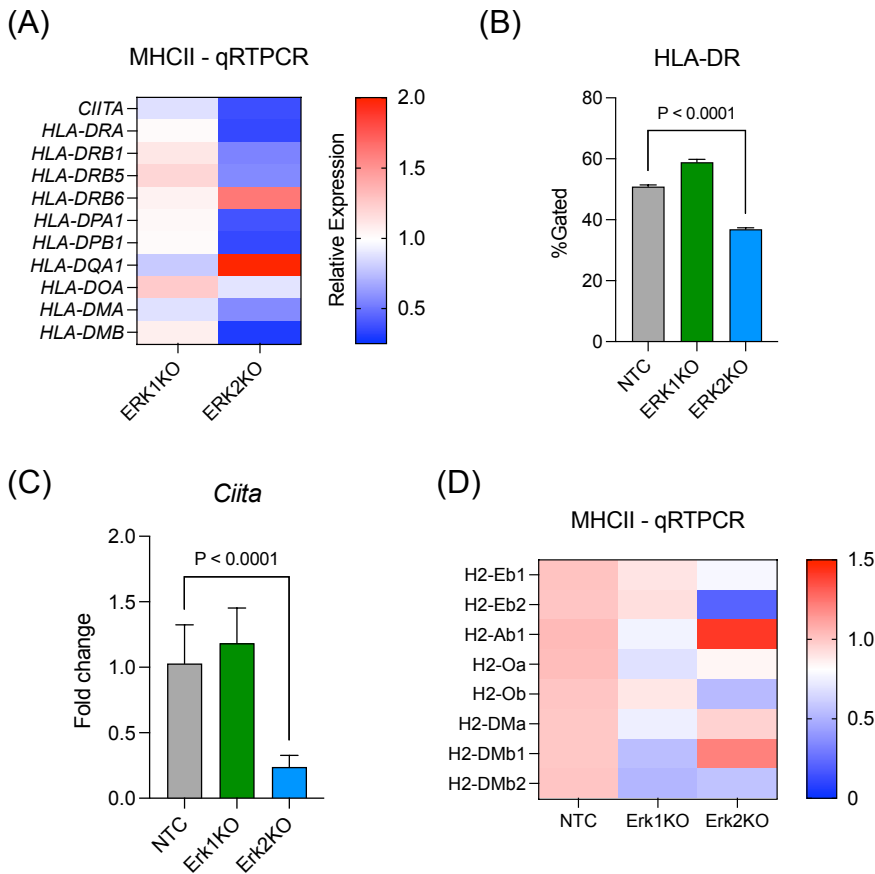 (A)
MHCII - qRTPCR
CIITA
HLA-DRA
HLA-DRB1
HLA-DRB5
HLA-DRB6
HLA-DPA1
HLA-DPB1
HLA-DQA1
HLA-DOA
HLA-DMA
HLA-DMB
ERK1KO
ERK2KO
2.0
1.5
1.0
0.5
Relative Expression
(B)
HLA-DR
P < 0.0001
80
60
40
20
0
%Gated
NTC
ERK1KO
ERK2KO
(C)
Ciita
P < 0.0001
2.0
1.5
1.0
0.5
0.0
Fold change
NTC
Erk1KO
Erk2KO
(D)
MHCII - qRTPCR
H2-Eb1
H2-Eb2
H2-Ab1
H2-Oa
H2-Ob
H2-DMa
H2-DMb1
H2-DMb2
NTC
Erk1KO
Erk2KO
1.5
1.0
0.5
0